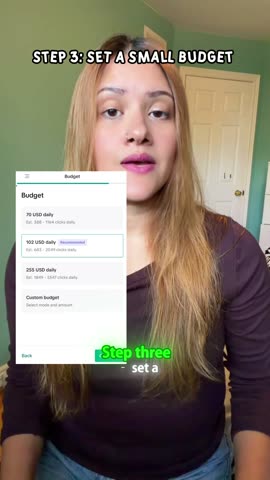 STEP 3: SET A SMALL BUDGET
Budget
Budget
70 USD daily
102 USD daily
Recommended
255 USD daily
Custom budget
Select mode and amount
Back
Step three
- set a